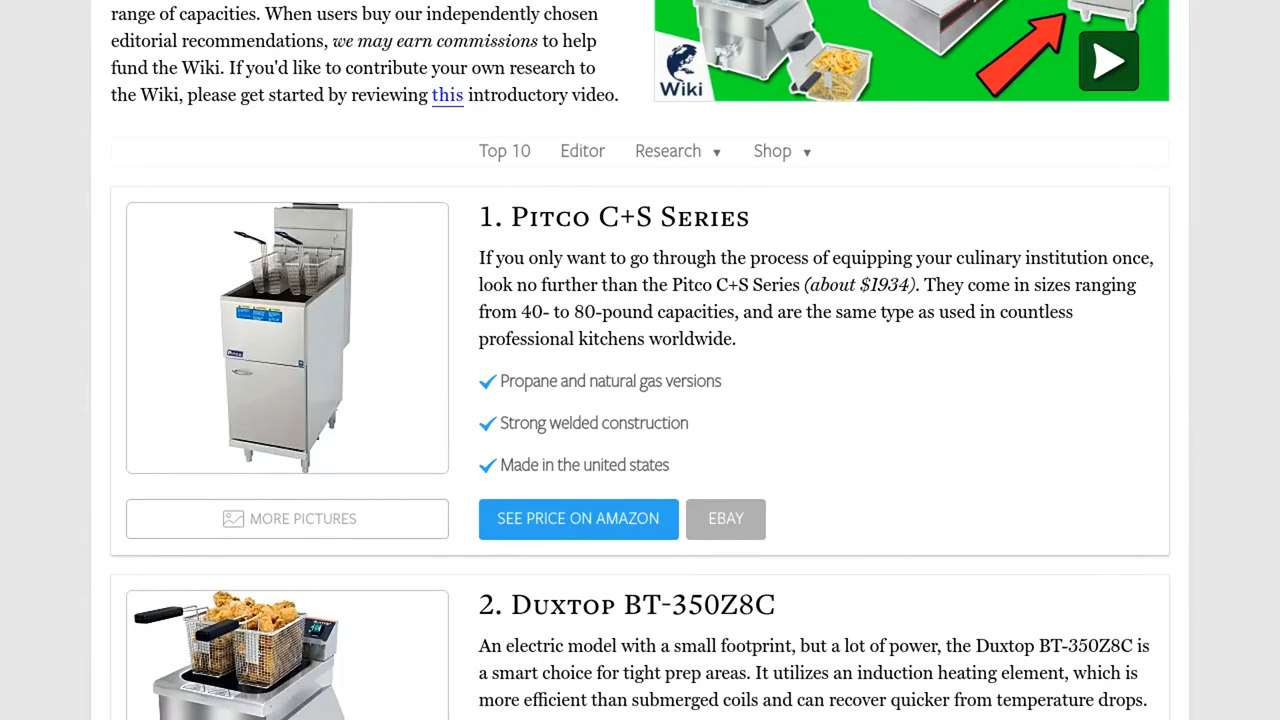 range of capacities. When users buy our independently chosen
editorial recommendations, we may earn commissions to help
fund the Wiki. If you'd like to contribute your own research to
the Wiki, please get started by reviewing this introductory video.
Wiki
Top 10 Editor Research ▼ Shop ▼
1. Pitco C+S Series
If you only want to go through the process of equipping your culinary institution once,
look no further than the Pitco C+S Series (about $1934). They come in sizes ranging
from 40- to 80-pound capacities, and are the same type as used in countless
professional kitchens worldwide.
Propane and natural gas versions
Strong welded construction
Made in the united states
Pitco
MORE PICTURES
SEE PRICE ON AMAZON
EBAY
2. Duxtop BT-350Z8C
An electric model with a small footprint, but a lot of power, the Duxtop BT-350Z8C is
a smart choice for tight prep areas. It utilizes an induction heating element, which is
more efficient than submerged coils and can recover quicker from temperature drops.